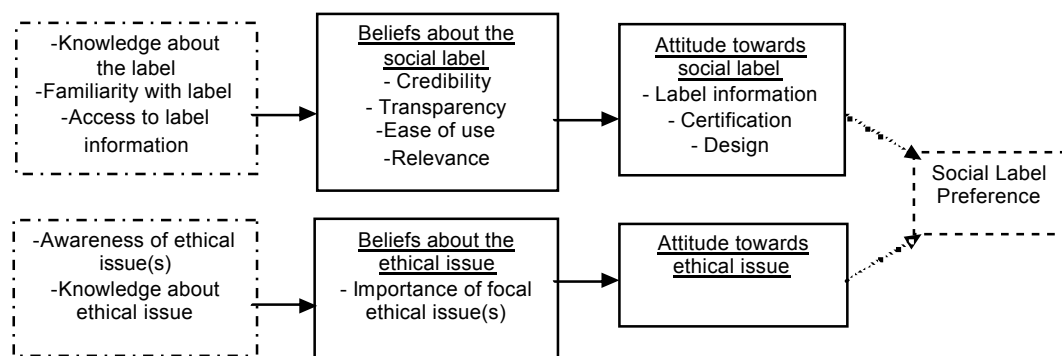 -Knowledge about
the label
-Familiarity with label
-Access to label
information
Beliefs about the
social label
- Credibility
- Transparency
-Ease of use
-Relevance
Attitude towards
social label
- Label information
- Certification
- Design
Social Label
Preference
-Awareness of ethical
issue(s)
-Knowledge about
ethical issue
Beliefs about the
ethical issue
- Importance of focal
ethical issue(s)
Attitude towards
ethical issue